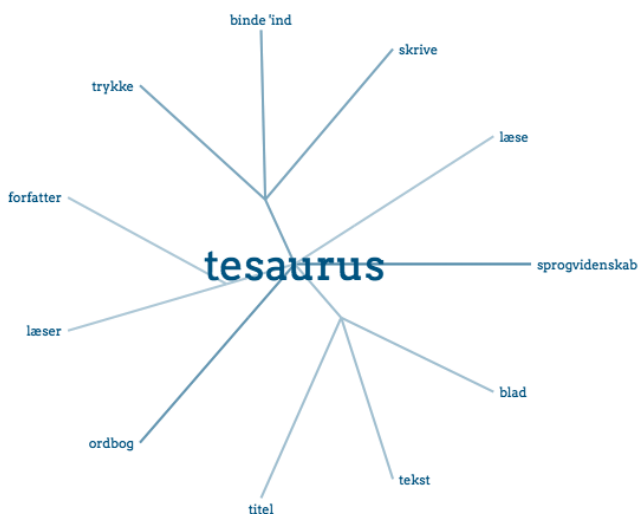 binde 'ind
skrive
trykke
læse
forfatter
tesaurus
sprogvidenskab
læser
blad
ordbog
tekst
titel